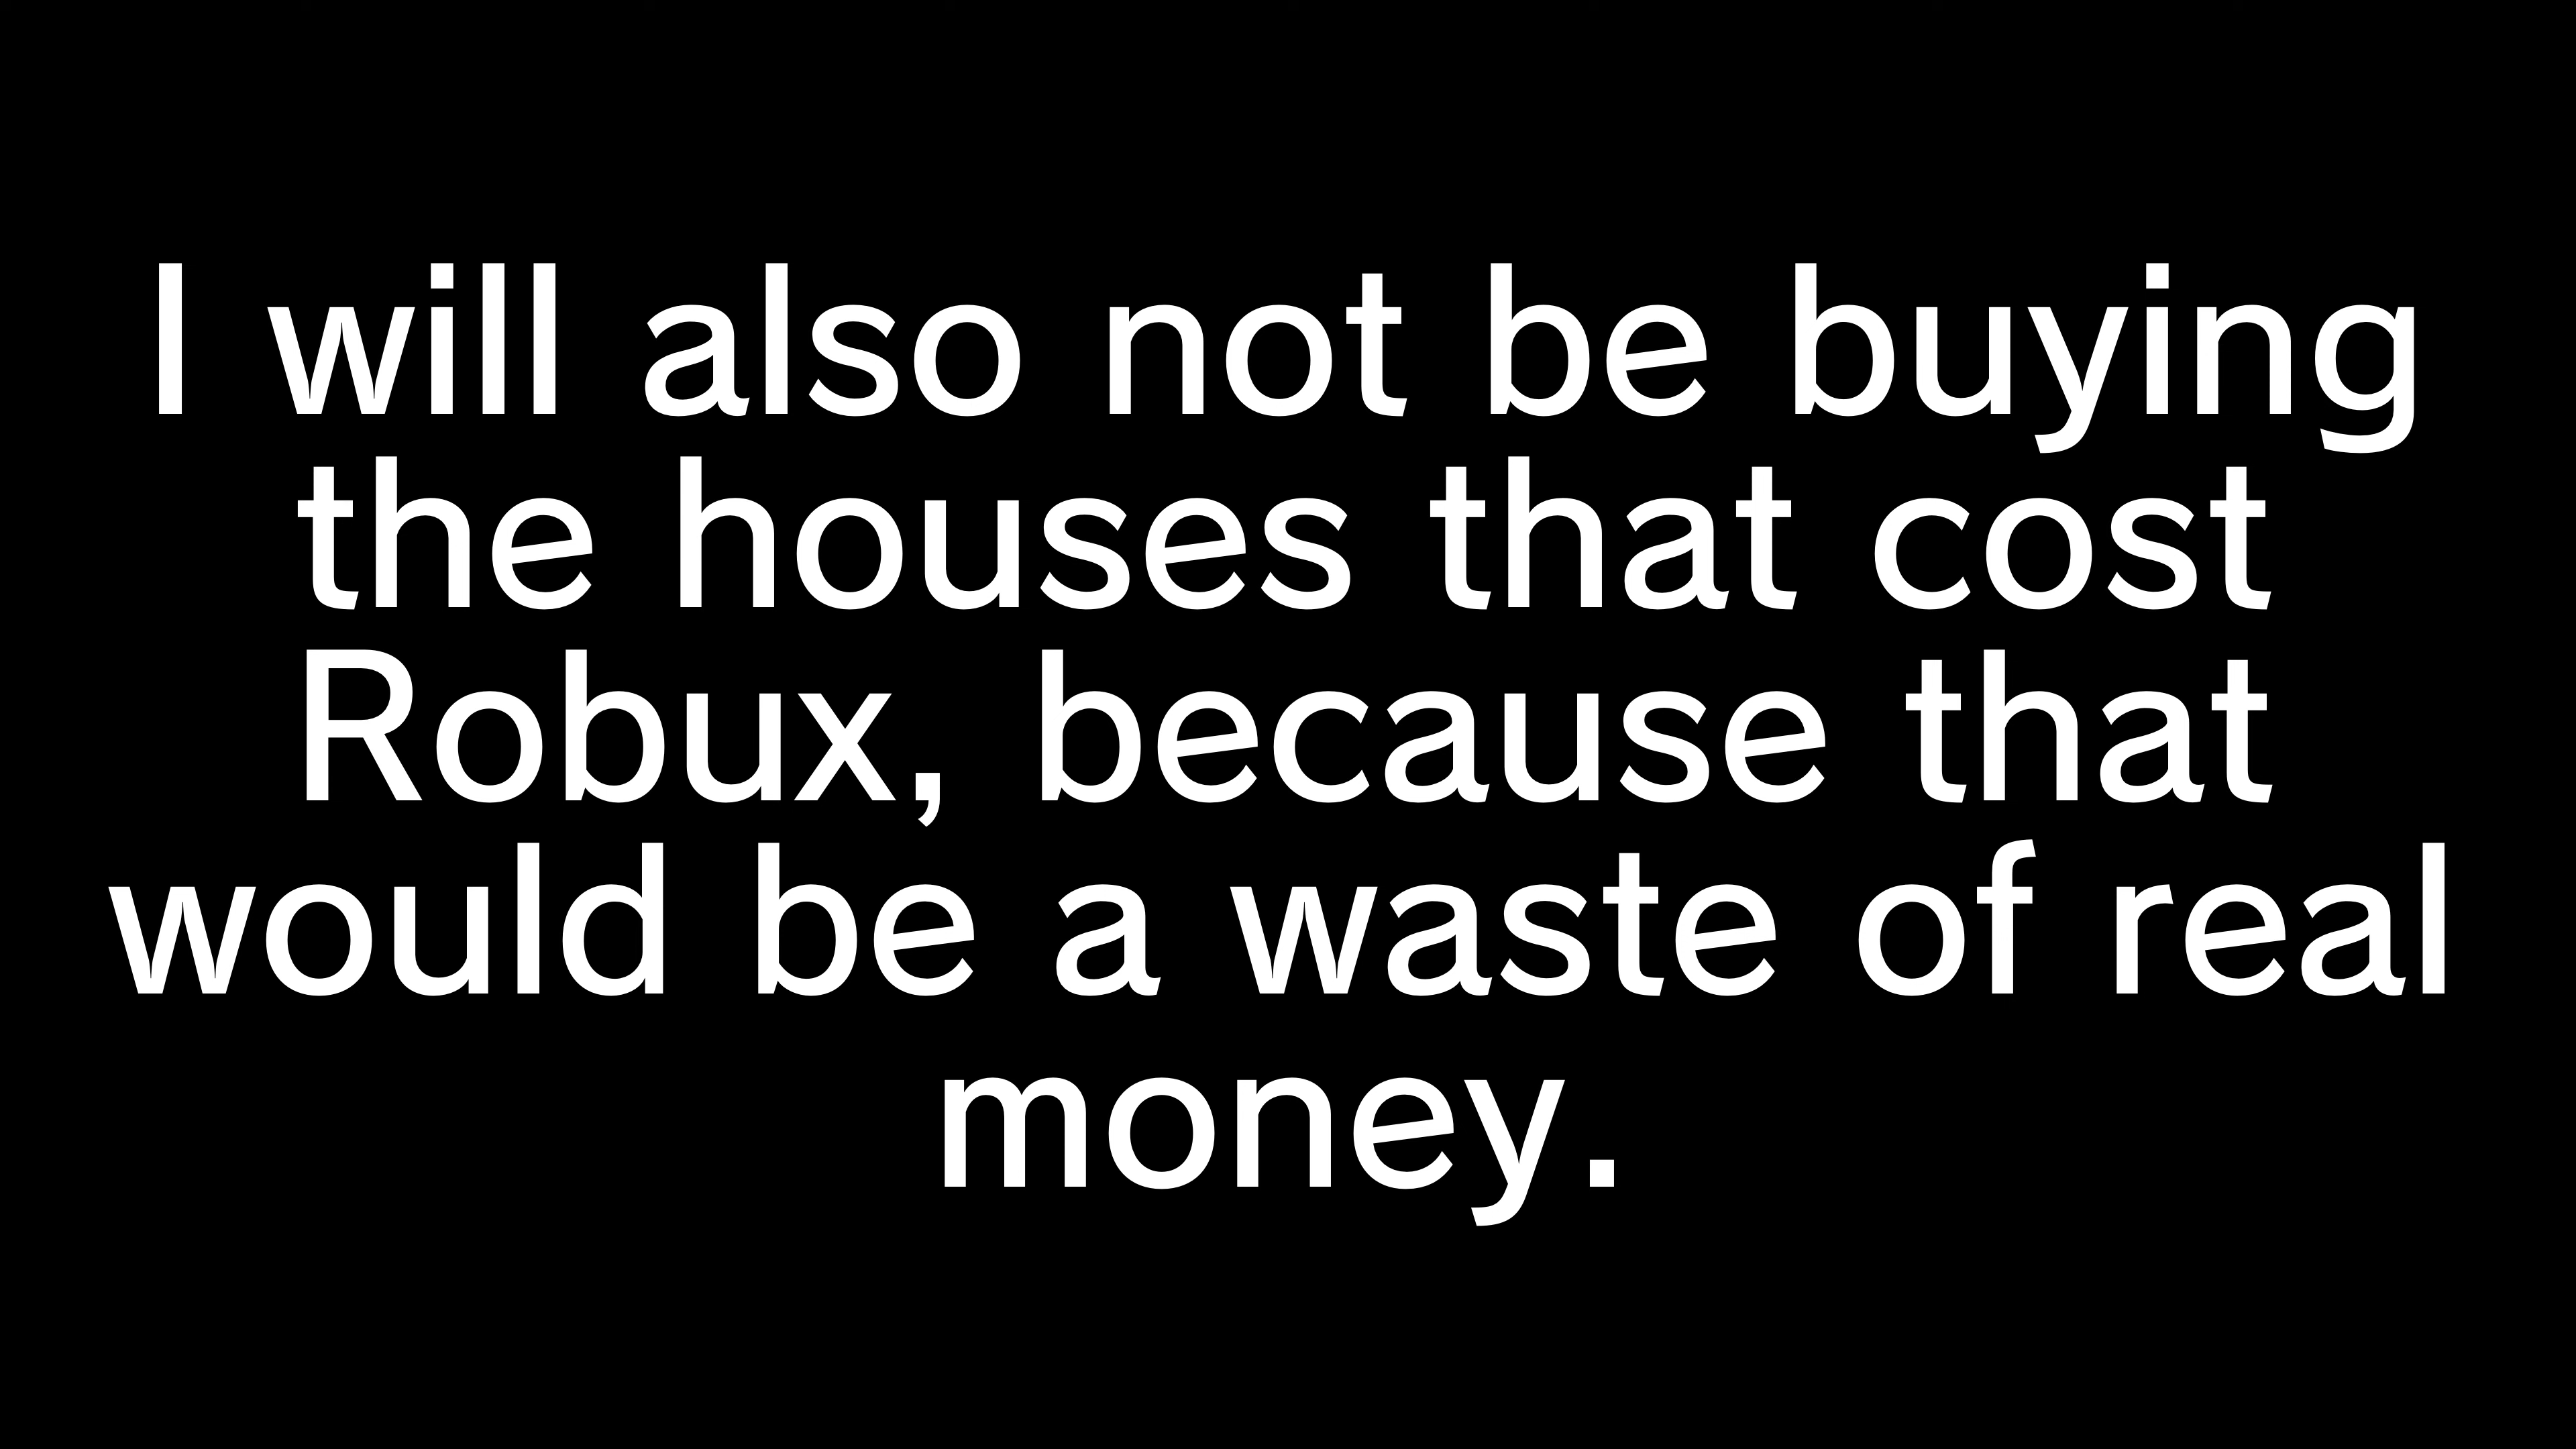 I will also not be buying
the houses that cost
Robux, because that
would be a waste of real
money.